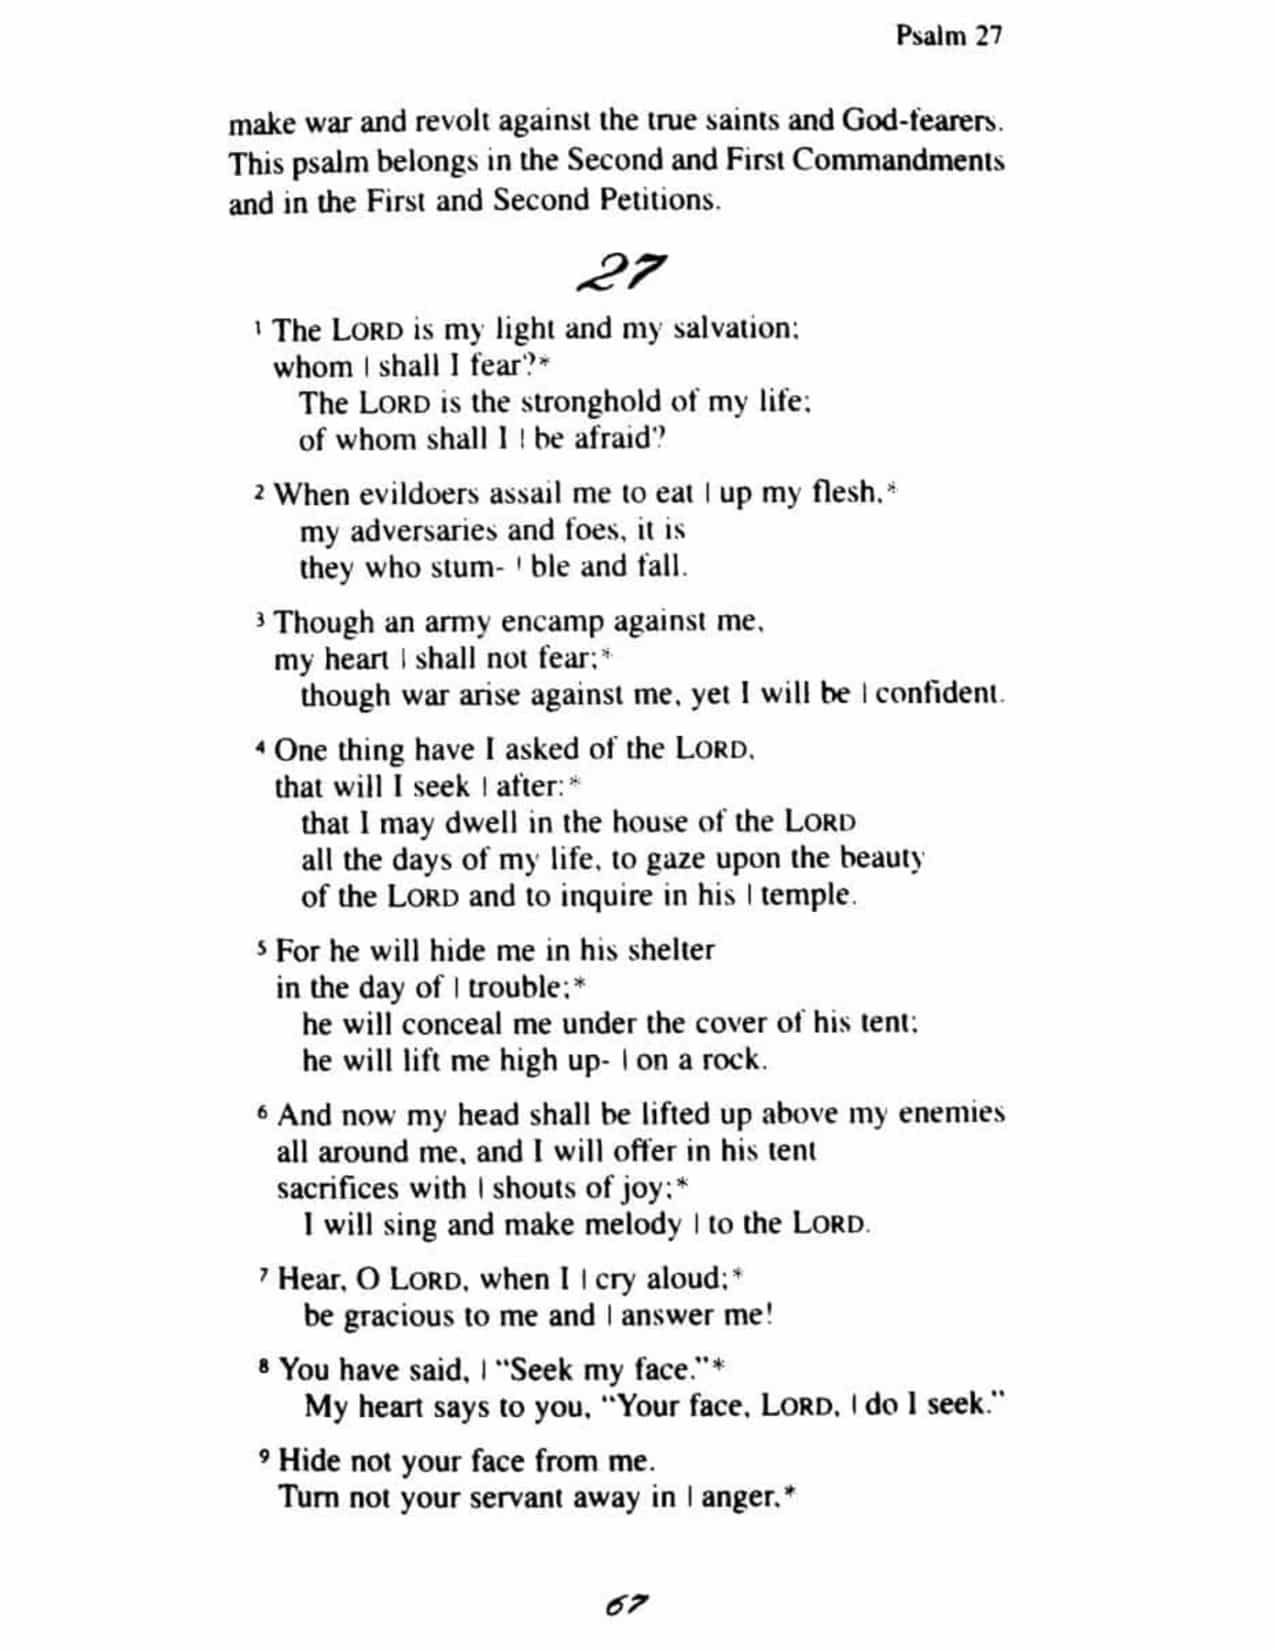 Psalm 27
make war and revolt against the true saints and God-fearers.
This psalm belongs in the Second and First Commandments
and in the First and Second Petitions.
27
1 The LORD is my light and my salvation;
whom | shall I fear?*
The LORD is the stronghold of my life;
of whom shall I | be afraid?
2 When evildoers assail me to eat | up my flesh,*
my adversaries and foes, it is
they who stum- | ble and fall.
3 Though an army encamp against me,
my heart | shall not fear;*
though war arise against me, yet I will be | confident.
4 One thing have I asked of the LORD,
that will I seek | after:*
that I may dwell in the house of the LORD
all the days of my life, to gaze upon the beauty
of the LORD and to inquire in his | temple.
5 For he will hide me in his shelter
in the day of | trouble;*
he will conceal me under the cover of his tent;
he will lift me high up- | on a rock.
6 And now my head shall be lifted up above my enemies
all around me, and I will offer in his tent
sacrifices with | shouts of joy;*
I will sing and make melody | to the LORD.
7 Hear, O LORD, when I | cry aloud;*
be gracious to me and | answer me!
8 You have said, | "Seek my face."*
My heart says to you, "Your face, LORD, | do I seek."
9 Hide not your face from me.
Turn not your servant away in | anger,*
67